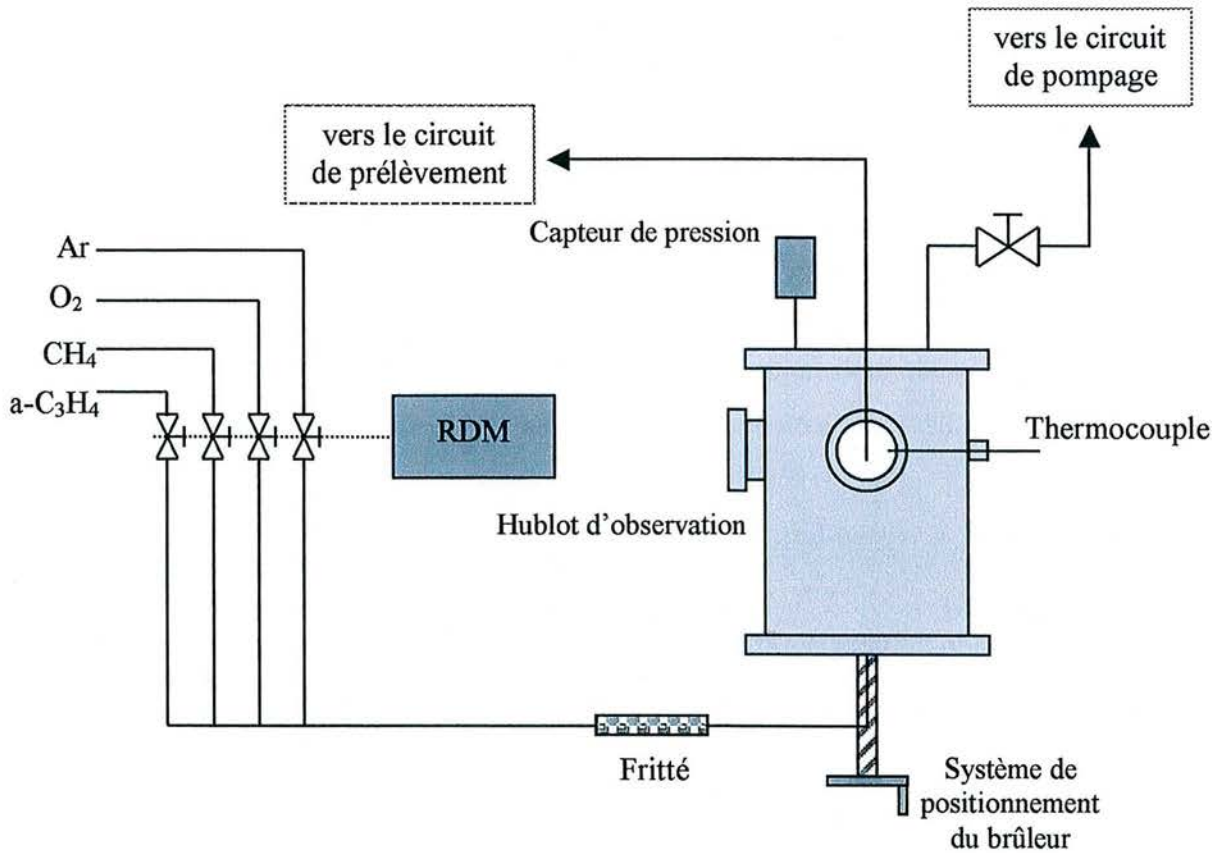 vers le circuit
de pompage
vers le circuit
de prélèvement
Capteur de pression
Ar
O₂
CH₄
a-C₃H₄
RDM
Thermocouple
Hublot d'observation
Fritté
Système de
positionnement
du brûleur